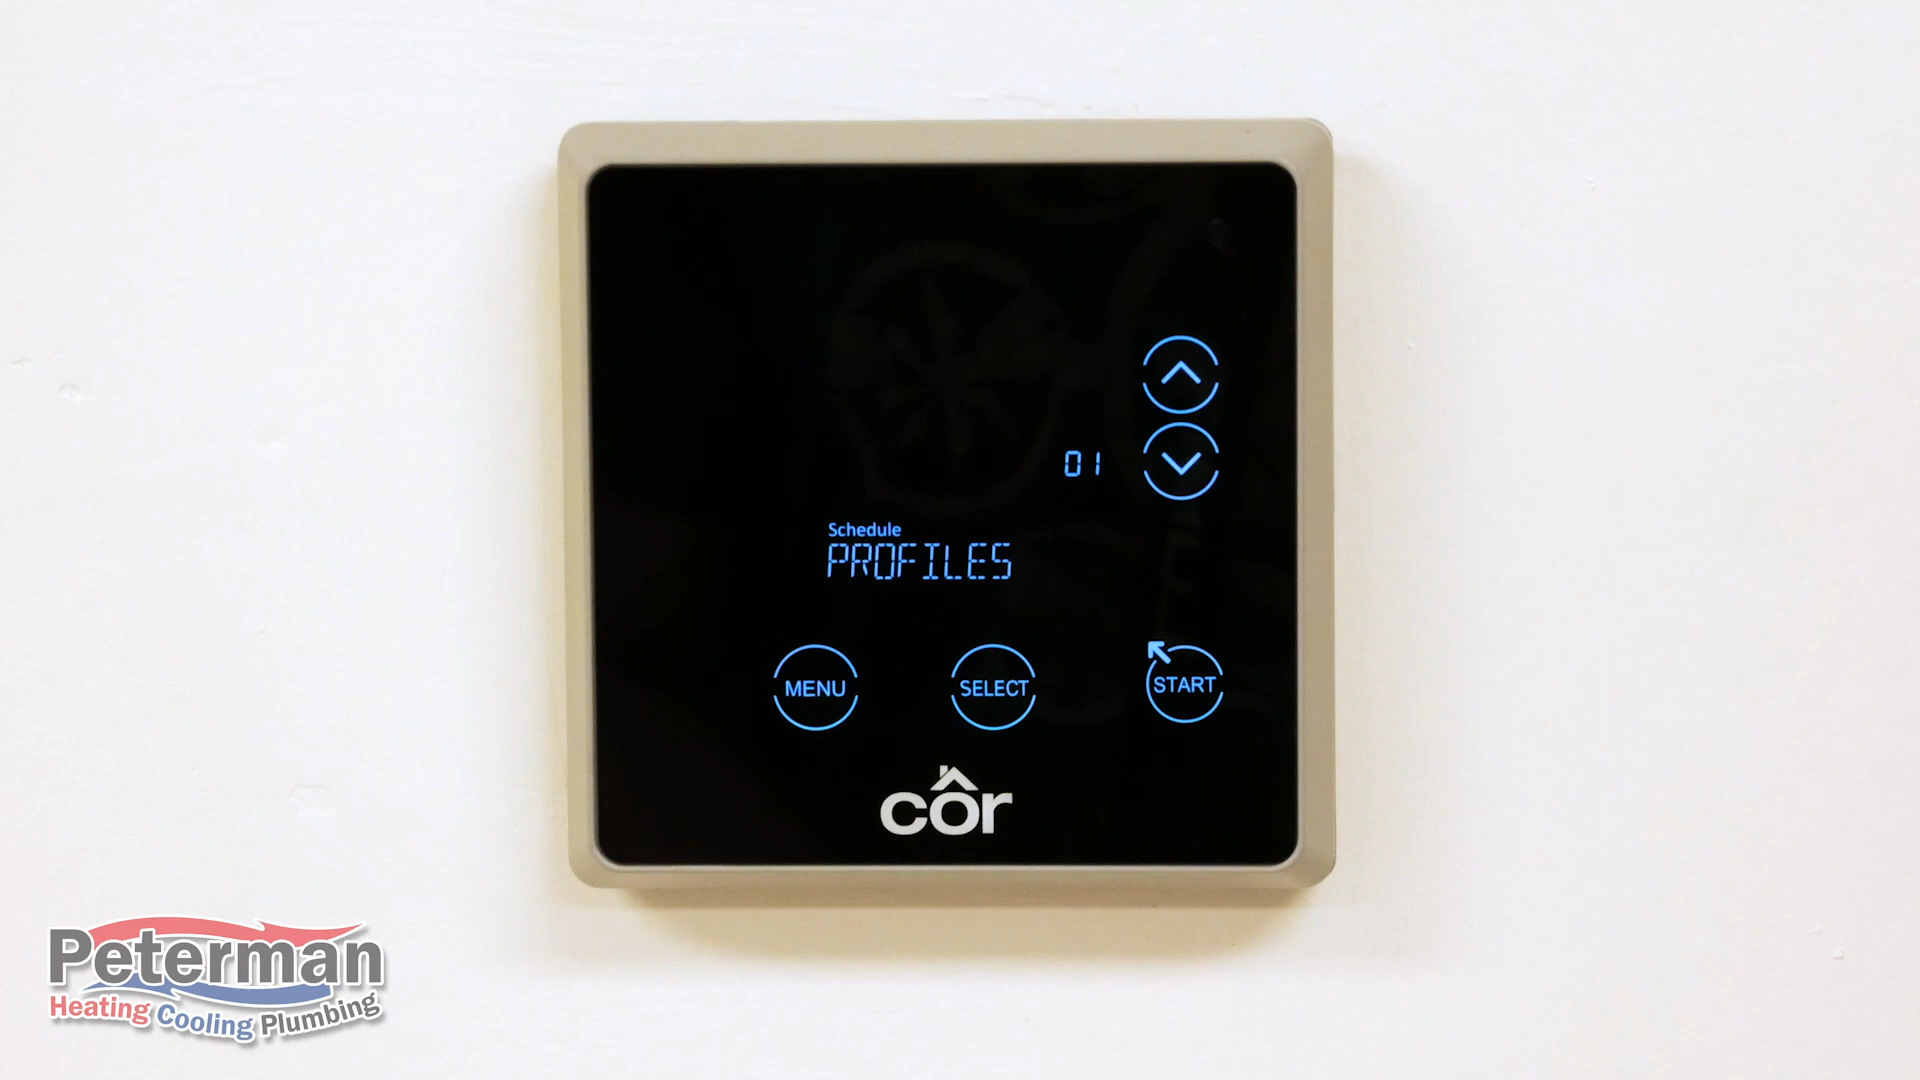 01
Schedule
PROFILES
MENU
SELECT
START
côr
Peterman
Heating Cooling Plumbing